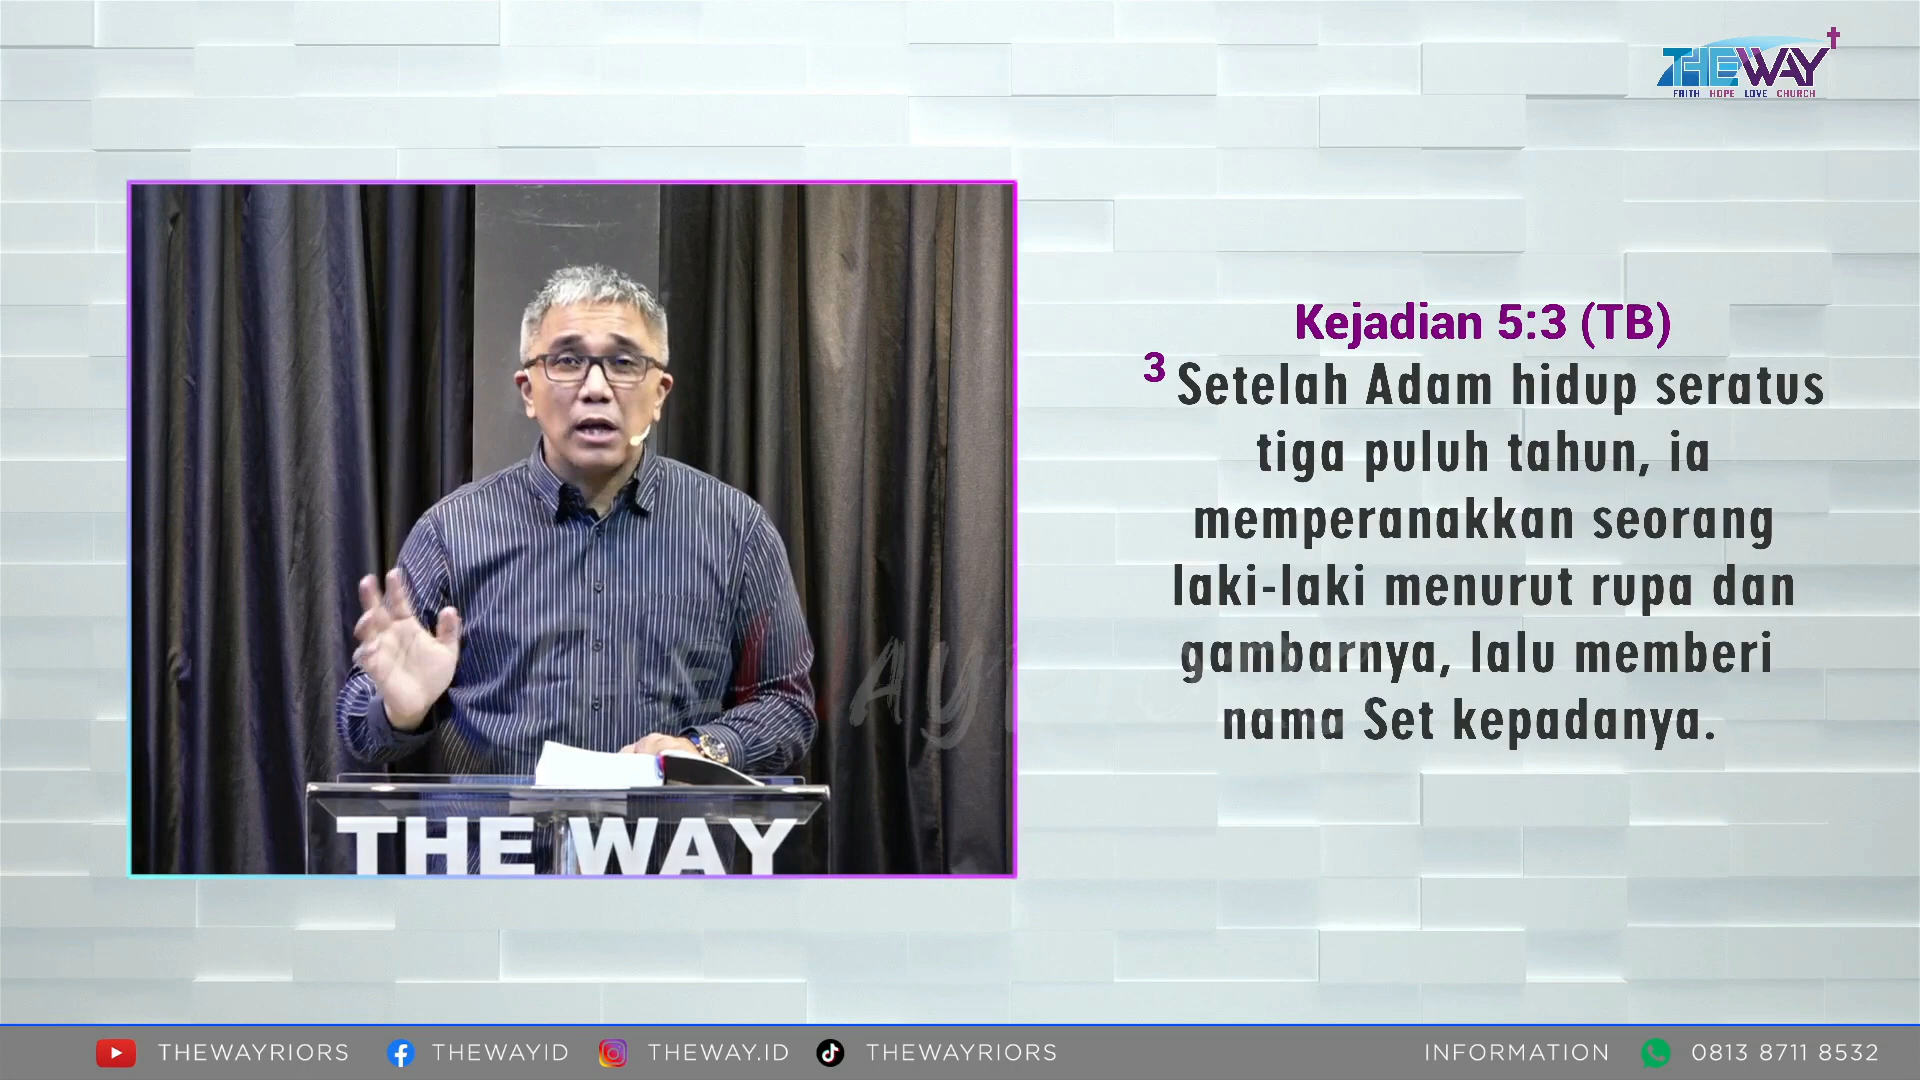 THEWAY
FAITH HOPE LOVE CHURCH
Kejadian 5:3 (TB)
3 Setelah Adam hidup seratus
tiga puluh tahun, ia
memperanakkan seorang
laki-laki menurut rupa dan
gambarnya, lalu memberi
nama Set kepadanya.
THE WAY
THEWAYRIORS
THEWAYID
THEWAY.ID
THEWAYRIORS
INFORMATION
0813 8711 8532